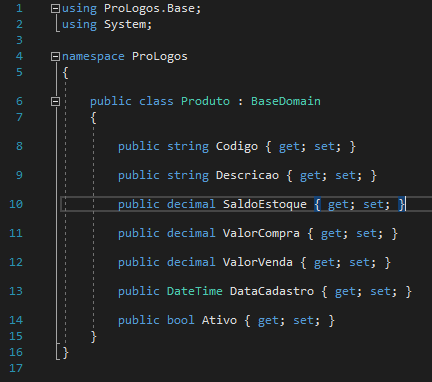 1 using ProLogos.Base;
2 using System;
3
4 namespace ProLogos
5 {
6 public class Produto : BaseDomain
7 {
8 public string Codigo { get; set; }
9 public string Descricao { get; set; }
10 public decimal SaldoEstoque { get; set; }
11 public decimal ValorCompra { get; set; }
12 public decimal ValorVenda { get; set; }
13 public DateTime DataCadastro { get; set; }
14 public bool Ativo { get; set; }
15 }
16 }
17